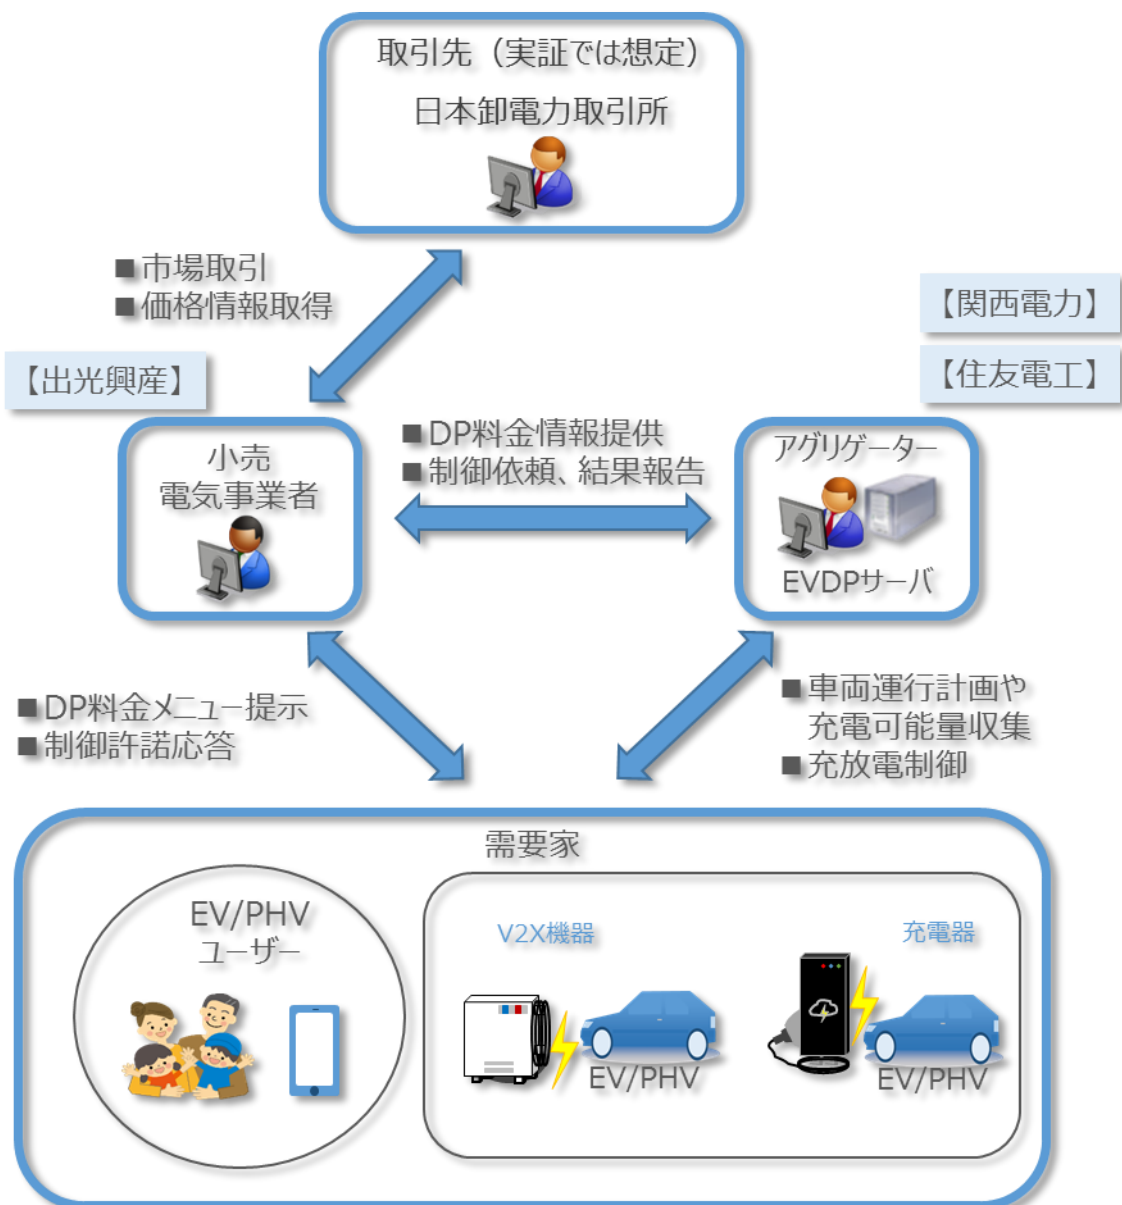 取引先（実証では想定）
日本卸電力取引所
■市場取引
■価格情報取得
【関西電力】
【住友電工】
【出光興産】
小売
電気事業者
■DP料金情報提供
■制御依頼、結果報告
アグリゲーター
EVDPサーバ
■DP料金メニュー提示
■制御許諾応答
■車両運行計画や
充電可能量収集
■充放電制御
需要家
EV/PHV
ユーザー
V2X機器
充電器
EV/PHV
EV/PHV